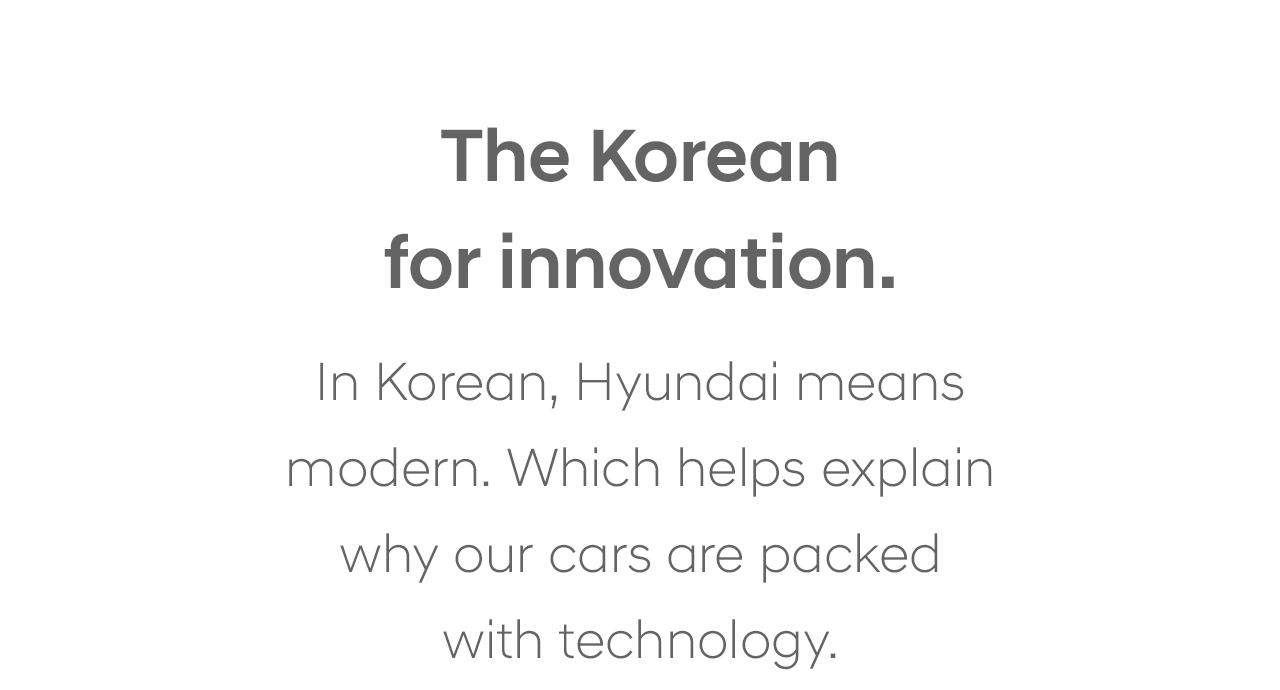 The Korean
for innovation.
In Korean, Hyundai means
modern. Which helps explain
why our cars are packed
with technology.